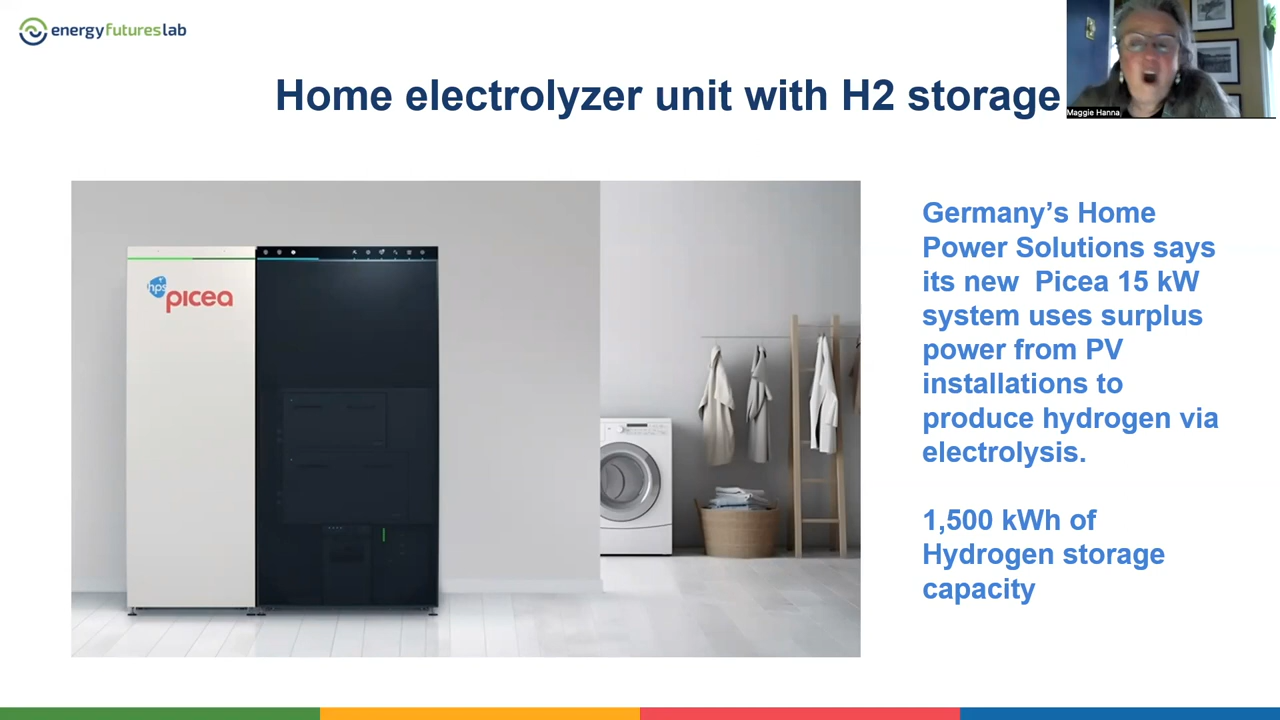 energyfutureslab
Home electrolyzer unit with H2 storage
Maggie Hanna
hps
picea
Germany’s Home
Power Solutions says
its new  Picea 15 kW
system uses surplus
power from PV
installations to
produce hydrogen via
electrolysis.
1,500 kWh of
Hydrogen storage
capacity